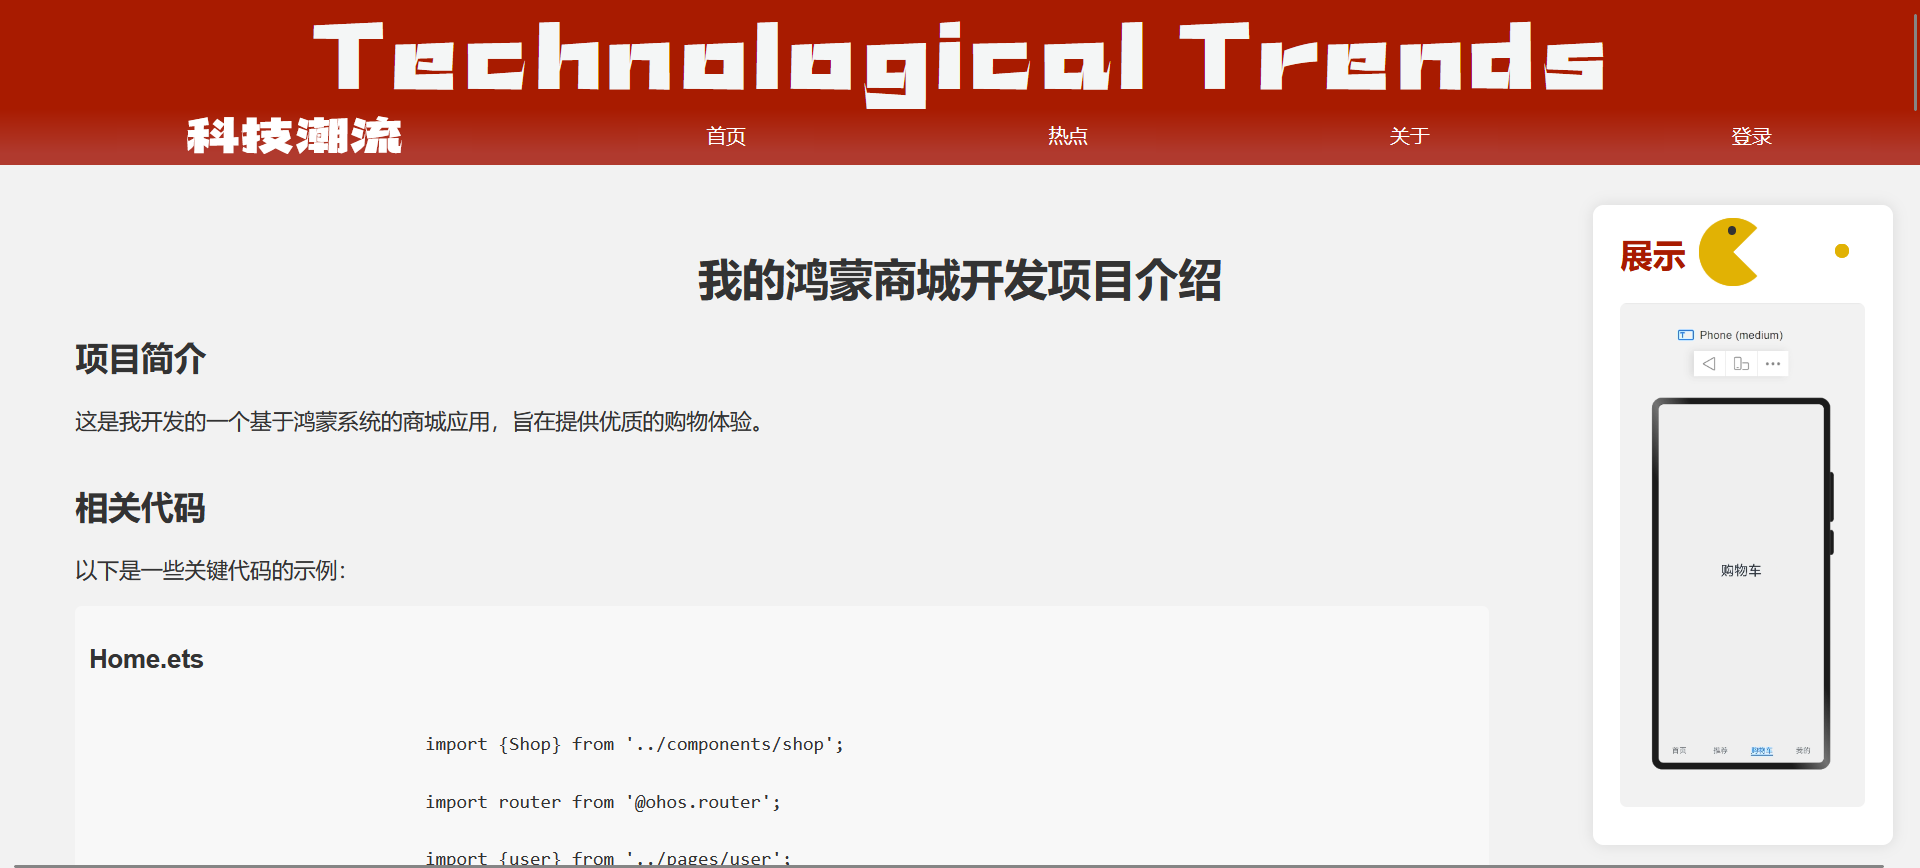 Technological Trends
科技潮流 首页 热点 关于 登录
我的鸿蒙商城开发项目介绍
项目简介
这是我开发的一个基于鸿蒙系统的商城应用，旨在提供优质的购物体验。
相关代码
以下是一些关键代码的示例：
Home.ets
import {Shop} from '../components/shop';
import router from '@ohos.router';
import {user} from '../pages/user';
展示
Phone (medium)
购物车
首页 推荐 购物车 我的